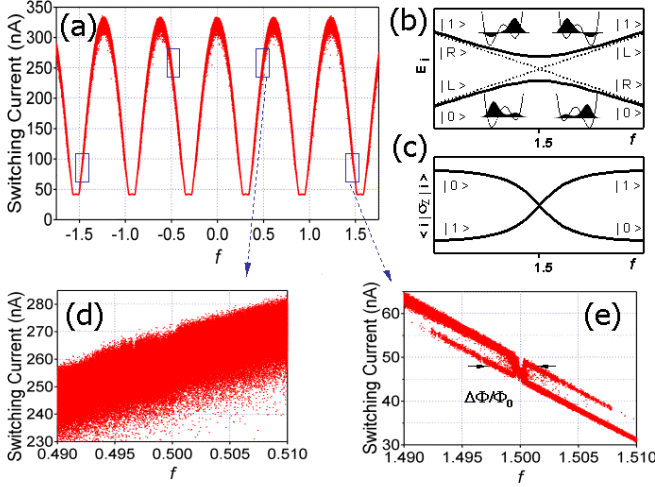 (a)
Switching Current (nA)
350
300
250
200
150
100
50
0
-1.5 -1.0 -0.5 0.0 0.5 1.0 1.5
f
(b)
E_i
|1> |1>
|R> |L>
|L> |R>
|0> |0>
1.5
f
(c)
<i|σ_z|i>
|0> |1>
|1> |0>
1.5
f
(d)
Switching Current (nA)
280
270
260
250
240
230
0.490 0.495 0.500 0.505 0.510
f
(e)
Switching Current (nA)
60
50
40
30
ΔΦ/Φ₀
1.490 1.495 1.500 1.505 1.510
f